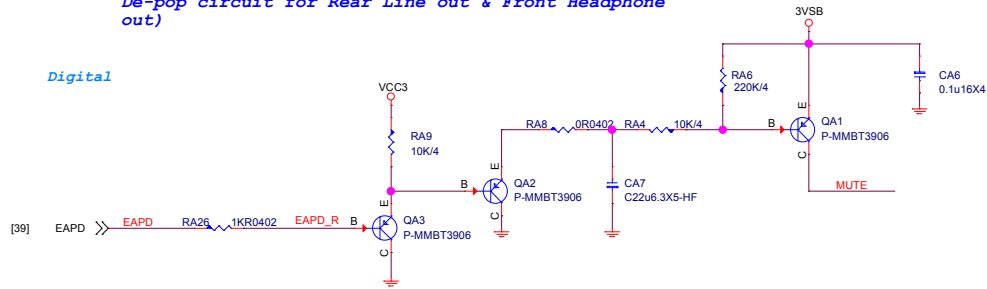 De-pop circuit for Rear Line out & Front Headphone
out)
3VSB
Digital
RA6
220K/4
CA6
0.1u16X4
VCC3
RA9
10K/4
RA8
0R0402
RA4
10K/4
B
E
C
QA1
P-MMBT3906
MUTE
B
E
C
QA2
P-MMBT3906
CA7
C22u6.3X5-HF
[39]
EAPD
EAPD
RA26
1KR0402
EAPD_R
B
E
C
QA3
P-MMBT3906